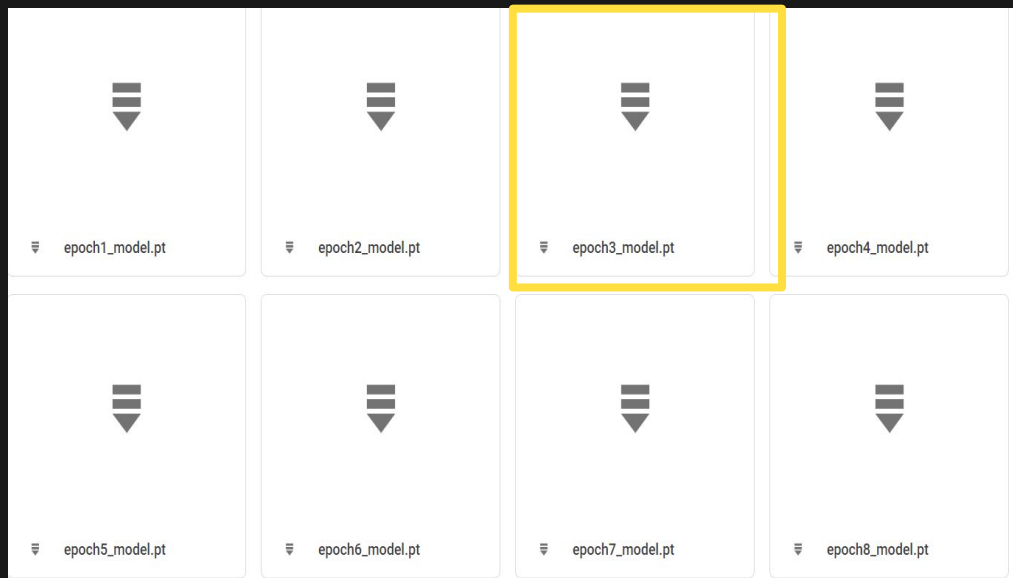 epoch1_model.pt
epoch2_model.pt
epoch3_model.pt
epoch4_model.pt
epoch5_model.pt
epoch6_model.pt
epoch7_model.pt
epoch8_model.pt